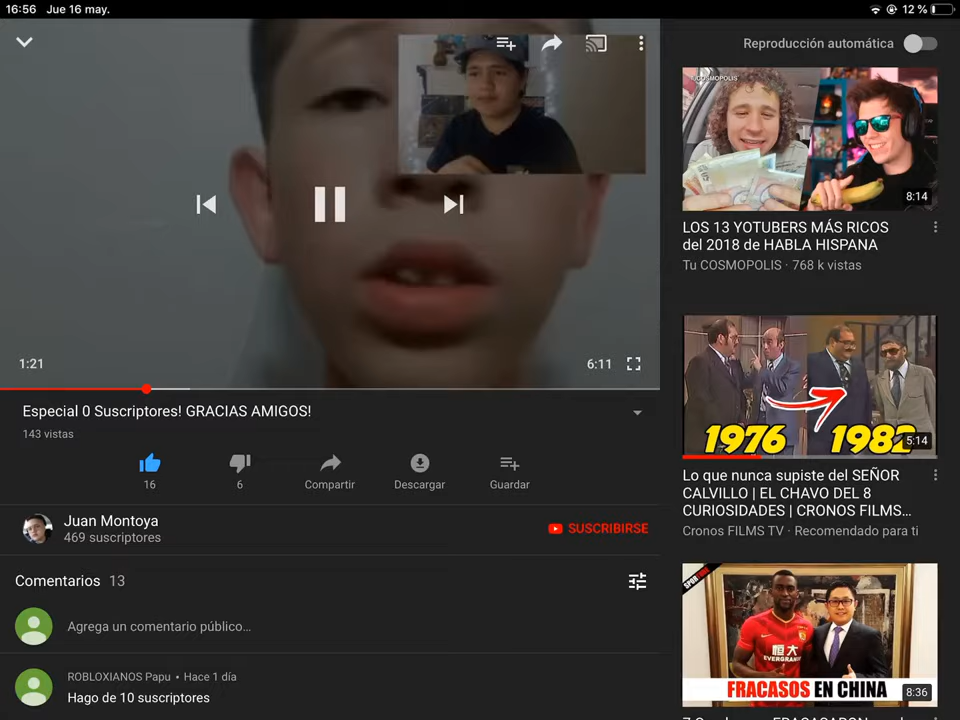 16:56 Jue 16 may.
12 %
1:21
6:11
Especial 0 Suscriptores! GRACIAS AMIGOS!
143 vistas
16
6
Compartir
Descargar
Guardar
Juan Montoya
469 suscriptores
SUSCRIBIRSE
Comentarios 13
Agrega un comentario público...
ROBLOXIANOS Papu • Hace 1 día
Hago de 10 suscriptores
Reproducción automática
COSMOPOLIS
8:14
LOS 13 YOTUBERS MÁS RICOS
del 2018 de HABLA HISPANA
Tu COSMOPOLIS · 768 k vistas
1976 1982
5:14
Lo que nunca supiste del SEÑOR
CALVILLO | EL CHAVO DEL 8
CURIOSIDADES | CRONOS FILMS...
Cronos FILMS TV · Recomendado para ti
恒大
EVERGRANDE
FRACASOS EN CHINA
8:36